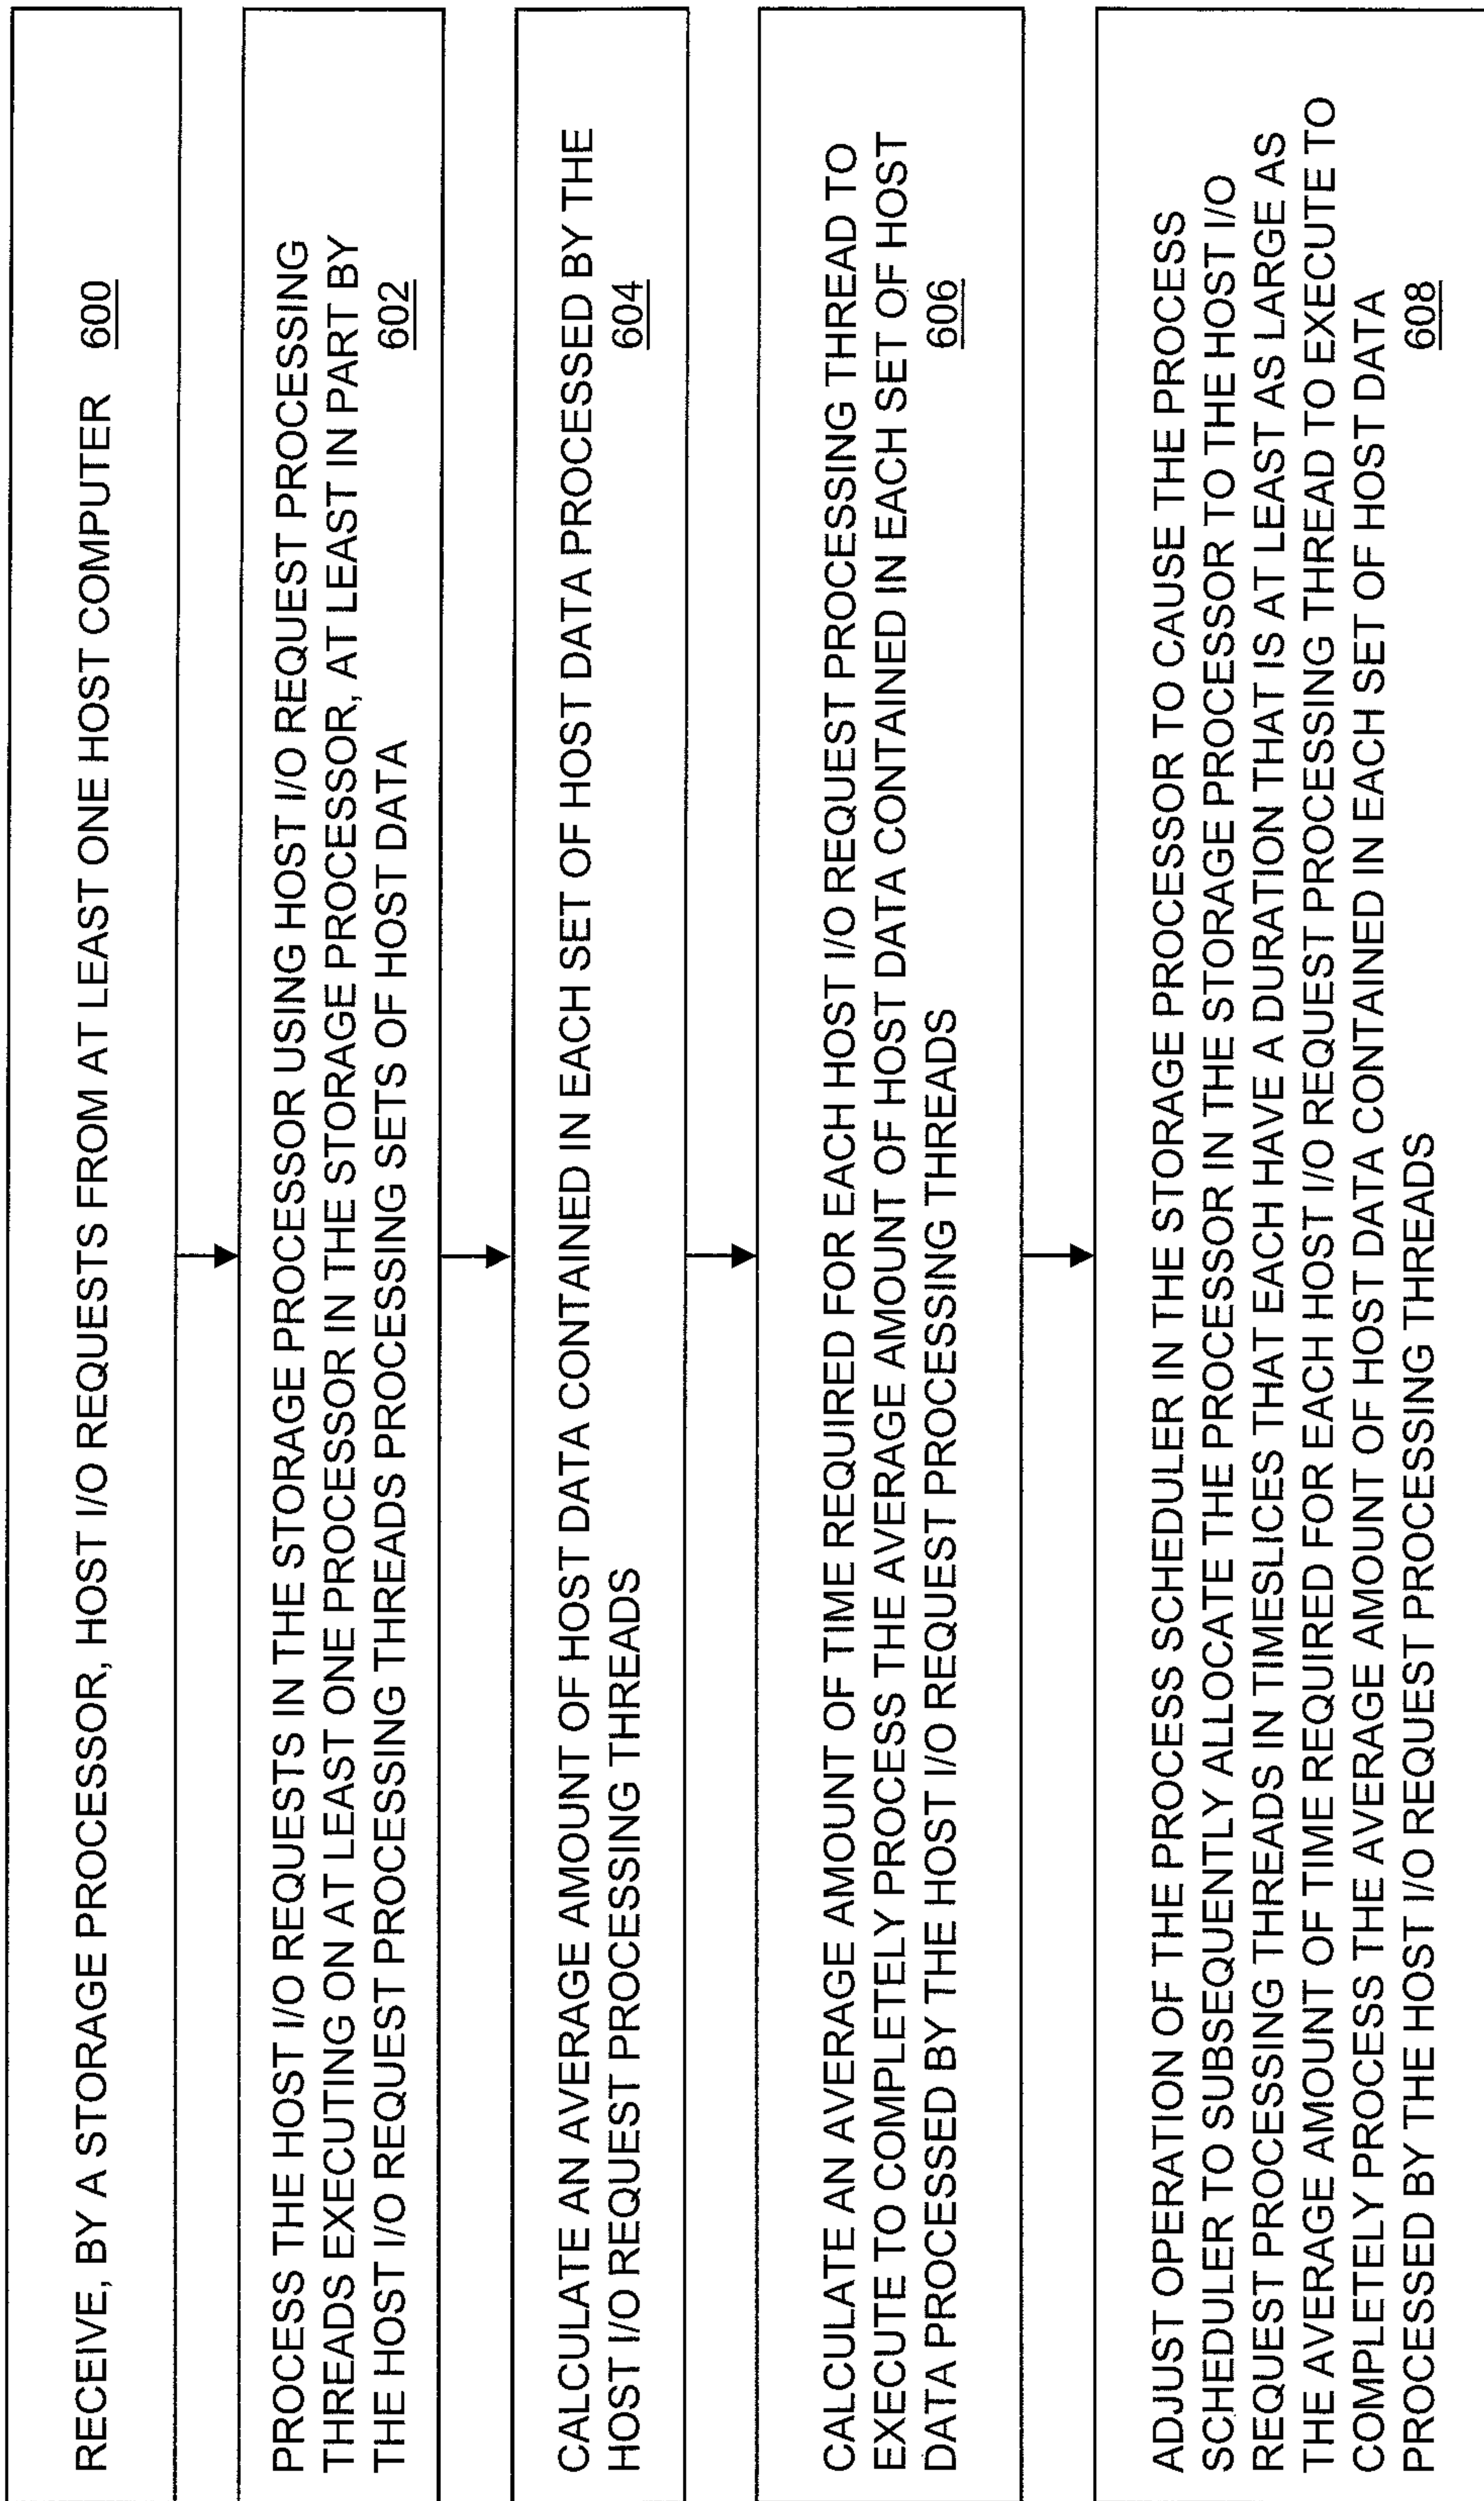 RECEIVE, BY A STORAGE PROCESSOR, HOST I/O REQUESTS FROM AT LEAST ONE HOST COMPUTER 600
PROCESS THE HOST I/O REQUESTS IN THE STORAGE PROCESSOR USING HOST I/O REQUEST PROCESSING
THREADS EXECUTING ON AT LEAST ONE PROCESSOR IN THE STORAGE PROCESSOR, AT LEAST IN PART BY
THE HOST I/O REQUEST PROCESSING THREADS PROCESSING SETS OF HOST DATA 602
CALCULATE AN AVERAGE AMOUNT OF HOST DATA CONTAINED IN EACH SET OF HOST DATA PROCESSED BY THE
HOST I/O REQUEST PROCESSING THREADS 604
CALCULATE AN AVERAGE AMOUNT OF TIME REQUIRED FOR EACH HOST I/O REQUEST PROCESSING THREAD TO
EXECUTE TO COMPLETELY PROCESS THE AVERAGE AMOUNT OF HOST DATA CONTAINED IN EACH SET OF HOST
DATA PROCESSED BY THE HOST I/O REQUEST PROCESSING THREADS 606
ADJUST OPERATION OF THE PROCESS SCHEDULER IN THE STORAGE PROCESSOR TO CAUSE THE PROCESS
SCHEDULER TO SUBSEQUENTLY ALLOCATE THE PROCESSOR IN THE STORAGE PROCESSOR TO THE HOST I/O
REQUEST PROCESSING THREADS IN TIMESLICES THAT EACH HAVE A DURATION THAT IS AT LEAST AS LARGE AS
THE AVERAGE AMOUNT OF TIME REQUIRED FOR EACH HOST I/O REQUEST PROCESSING THREAD TO EXECUTE TO
COMPLETELY PROCESS THE AVERAGE AMOUNT OF HOST DATA CONTAINED IN EACH SET OF HOST DATA
PROCESSED BY THE HOST I/O REQUEST PROCESSING THREADS 608